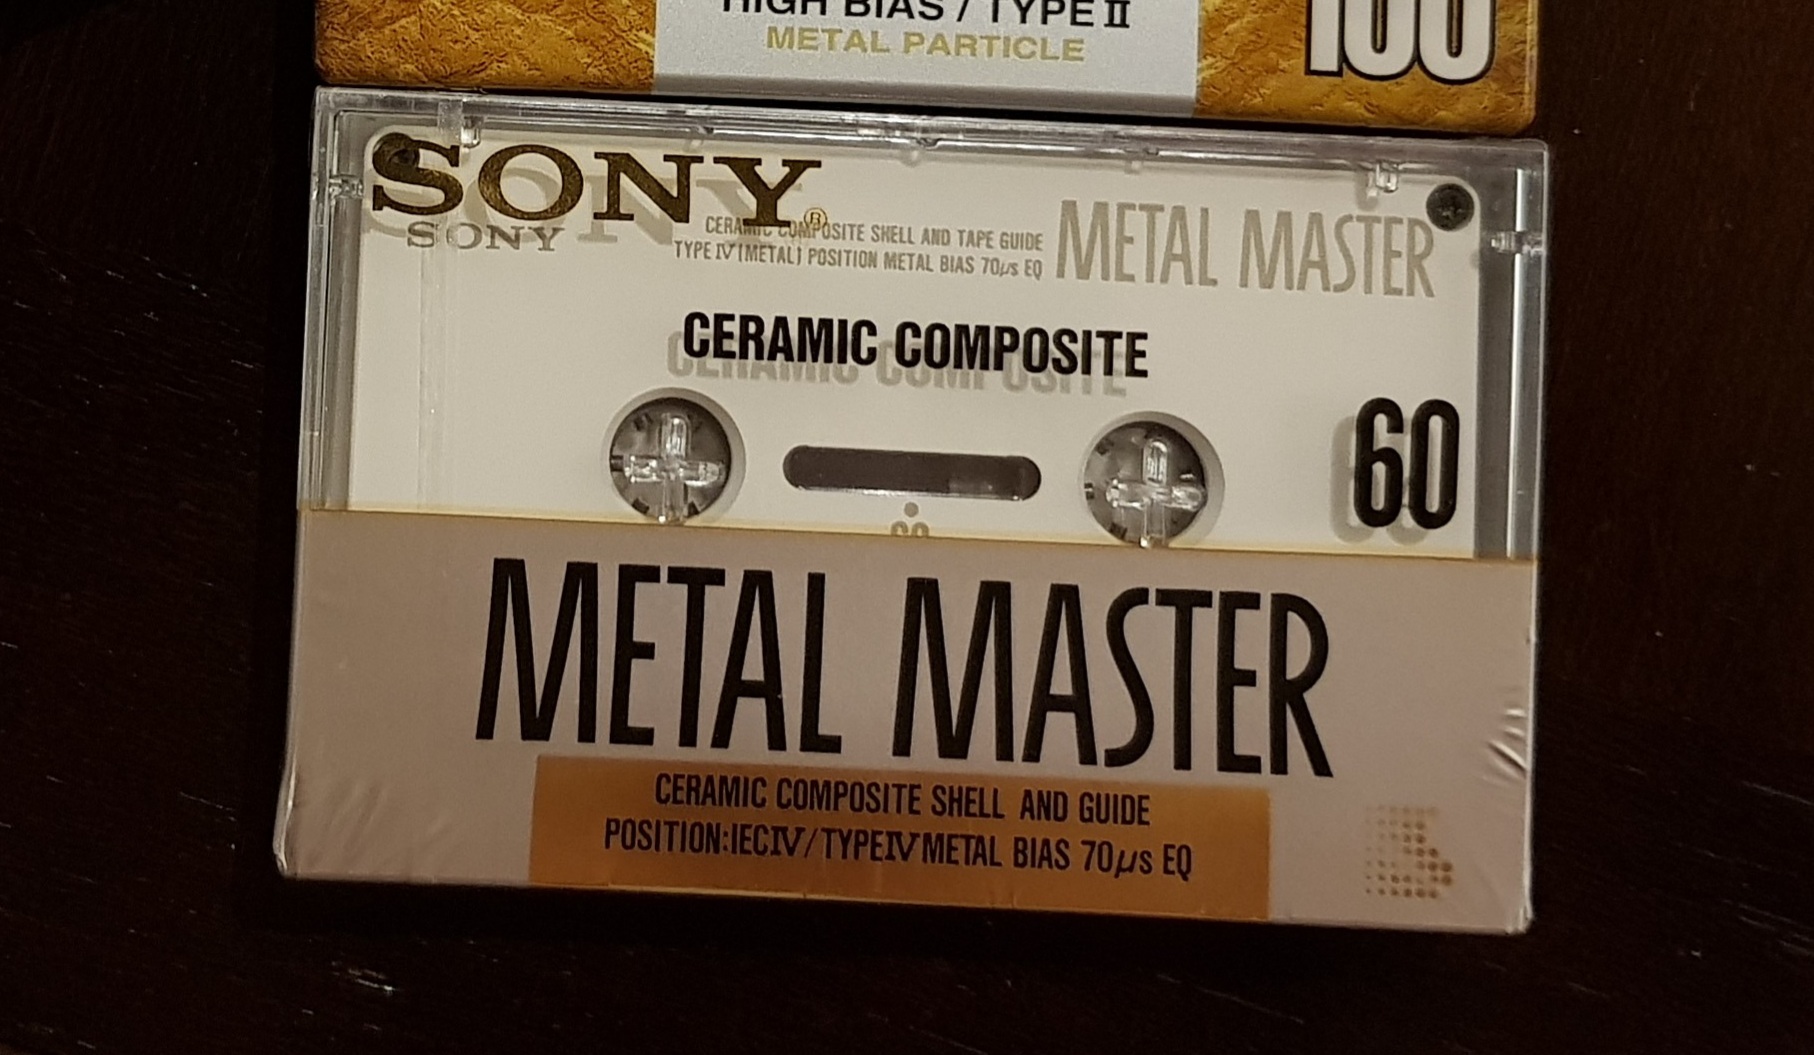 HIGH BIAS / TYPE II
METAL PARTICLE
100
SONY®
SONY
CERAMIC COMPOSITE SHELL AND TAPE GUIDE
TYPE IV (METAL) POSITION METAL BIAS 70µs EQ
METAL MASTER
CERAMIC COMPOSITE
60
METAL MASTER
CERAMIC COMPOSITE SHELL AND GUIDE
POSITION:IECIV/TYPEIV METAL BIAS 70µs EQ